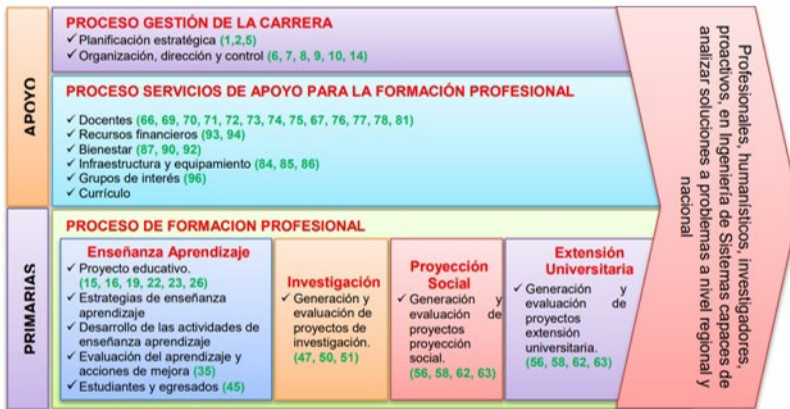 APOYO
PROCESO GESTIÓN DE LA CARRERA
✓ Planificación estratégica (1,2,5)
✓ Organización, dirección y control (6, 7, 8, 9, 10, 14)
PROCESO SERVICIOS DE APOYO PARA LA FORMACIÓN PROFESIONAL
✓ Docentes (66, 69, 70, 71, 72, 73, 74, 75, 67, 76, 77, 78, 81)
✓ Recursos financieros (93, 94)
✓ Bienestar (87, 90, 92)
✓ Infraestructura y equipamiento (84, 85, 86)
✓ Grupos de interés (96)
✓ Currículo
PRIMARIAS
PROCESO DE FORMACION PROFESIONAL
Enseñanza Aprendizaje
✓ Proyecto educativo.
(15, 16, 19, 22, 23, 26)
✓ Estrategias de enseñanza
aprendizaje
✓ Desarrollo de las actividades de
enseñanza aprendizaje
✓ Evaluación del aprendizaje y
acciones de mejora (35)
✓ Estudiantes y egresados (45)
Investigación
✓ Generación y
evaluación de
proyectos de
investigación.
(47, 50, 51)
Proyección
Social
✓ Generación y
evaluación de
proyectos
proyección
social.
(56, 58, 62, 63)
Extensión
Universitaria
✓ Generación y
evaluación de
proyectos
extensión
universitaria.
(56, 58, 62, 63)
Profesionales, humanísticos, investigadores,
proactivos, en Ingeniería de Sistemas capaces de
analizar soluciones a problemas a nivel regional y
nacional